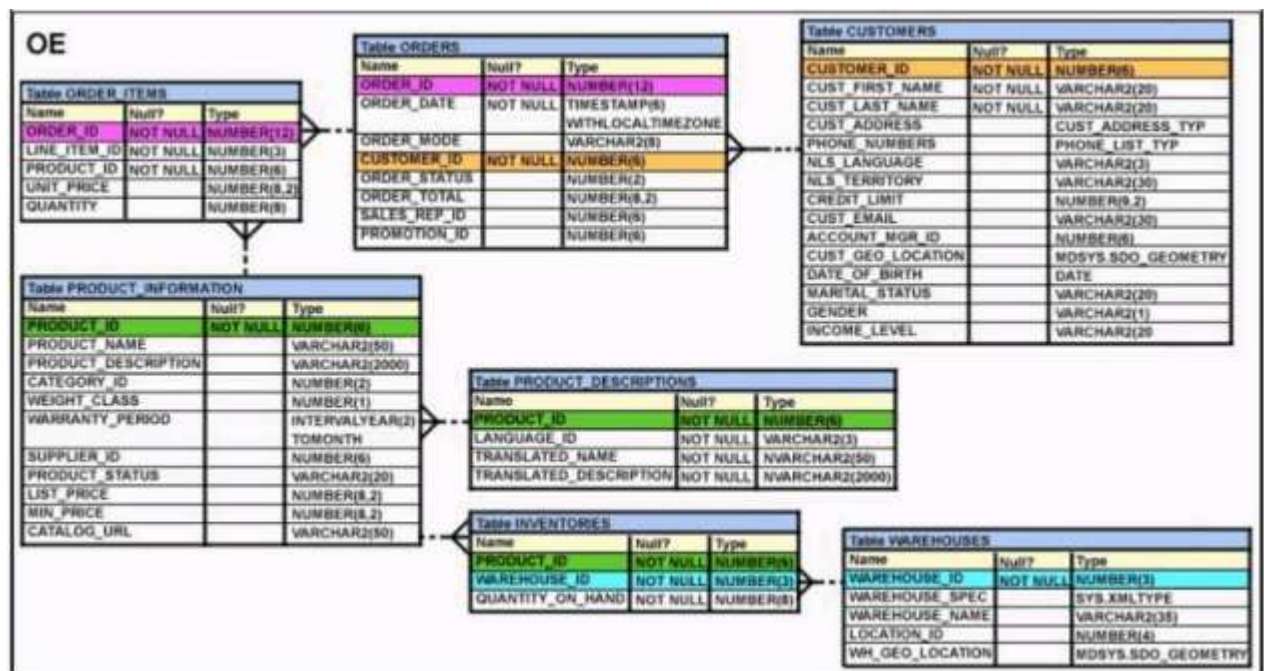 OE
Table ORDER_ITEMS
Name Null? Type
ORDER_ID NOT NULL NUMBER(12)
LINE_ITEM_ID NOT NULL NUMBER(3)
PRODUCT_ID NOT NULL NUMBER(6)
UNIT_PRICE NUMBER(8,2)
QUANTITY NUMBER(8)
Table ORDERS
Name Null? Type
ORDER_ID NOT NULL NUMBER(12)
ORDER_DATE NOT NULL TIMESTAMP(6)
WITHLOCALTIMEZONE
ORDER_MODE VARCHAR2(8)
CUSTOMER_ID NOT NULL NUMBER(6)
ORDER_STATUS NUMBER(2)
ORDER_TOTAL NUMBER(8,2)
SALES_REP_ID NUMBER(6)
PROMOTION_ID NUMBER(6)
Table CUSTOMERS
Name Null? Type
CUSTOMER_ID NOT NULL NUMBER(6)
CUST_FIRST_NAME NOT NULL VARCHAR2(20)
CUST_LAST_NAME NOT NULL VARCHAR2(20)
CUST_ADDRESS CUST_ADDRESS_TYP
PHONE_NUMBERS PHONE_LIST_TYP
NLS_LANGUAGE VARCHAR2(3)
NLS_TERRITORY VARCHAR2(30)
CREDIT_LIMIT NUMBER(9,2)
CUST_EMAIL VARCHAR2(30)
ACCOUNT_MGR_ID NUMBER(6)
CUST_GEO_LOCATION MDSYS.SDO_GEOMETRY
DATE_OF_BIRTH DATE
MARITAL_STATUS VARCHAR2(20)
GENDER VARCHAR2(1)
INCOME_LEVEL VARCHAR2(20
Table PRODUCT_INFORMATION
Name Null? Type
PRODUCT_ID NOT NULL NUMBER(6)
PRODUCT_NAME VARCHAR2(50)
PRODUCT_DESCRIPTION VARCHAR2(2000)
CATEGORY_ID NUMBER(2)
WEIGHT_CLASS NUMBER(1)
WARRANTY_PERIOD INTERVALYEAR(2)
TOMONTH
SUPPLIER_ID NUMBER(6)
PRODUCT_STATUS VARCHAR2(20)
LIST_PRICE NUMBER(8,2)
MIN_PRICE NUMBER(8,2)
CATALOG_URL VARCHAR2(50)
Table PRODUCT_DESCRIPTIONS
Name Null? Type
PRODUCT_ID NOT NULL NUMBER(6)
LANGUAGE_ID NOT NULL VARCHAR2(3)
TRANSLATED_NAME NOT NULL NVARCHAR2(50)
TRANSLATED_DESCRIPTION NOT NULL NVARCHAR2(2000)
Table INVENTORIES
Name Null? Type
PRODUCT_ID NOT NULL NUMBER(6)
WAREHOUSE_ID NOT NULL NUMBER(3)
QUANTITY_ON_HAND NOT NULL NUMBER(8)
Table WAREHOUSES
Name Null? Type
WAREHOUSE_ID NOT NULL NUMBER(3)
WAREHOUSE_SPEC SYS.XMLTYPE
WAREHOUSE_NAME VARCHAR2(35)
LOCATION_ID NUMBER(4)
WH_GEO_LOCATION MDSYS.SDO_GEOMETRY